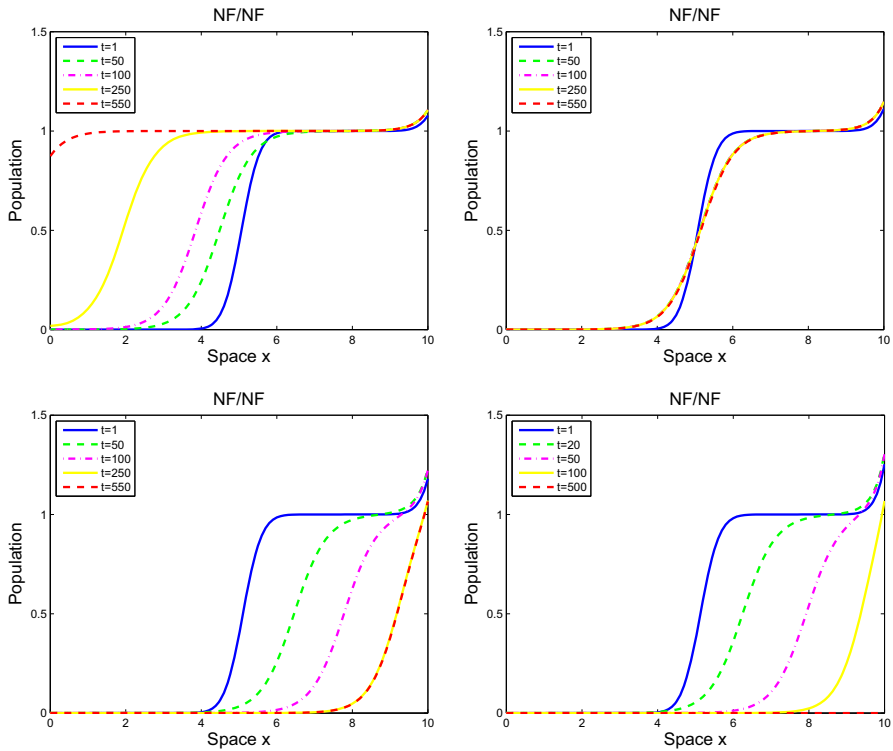 NF/NF
1.5
1
0.5
0
Population
t=1
t=50
t=100
t=250
t=550
0
2
4
6
8
10
Space x
NF/NF
1.5
1
0.5
0
Population
t=1
t=50
t=100
t=250
t=550
0
2
4
6
8
10
Space x
NF/NF
1.5
1
0.5
0
Population
t=1
t=50
t=100
t=250
t=550
0
2
4
6
8
10
Space x
NF/NF
1.5
1
0.5
0
Population
t=1
t=20
t=50
t=100
t=500
0
2
4
6
8
10
Space x